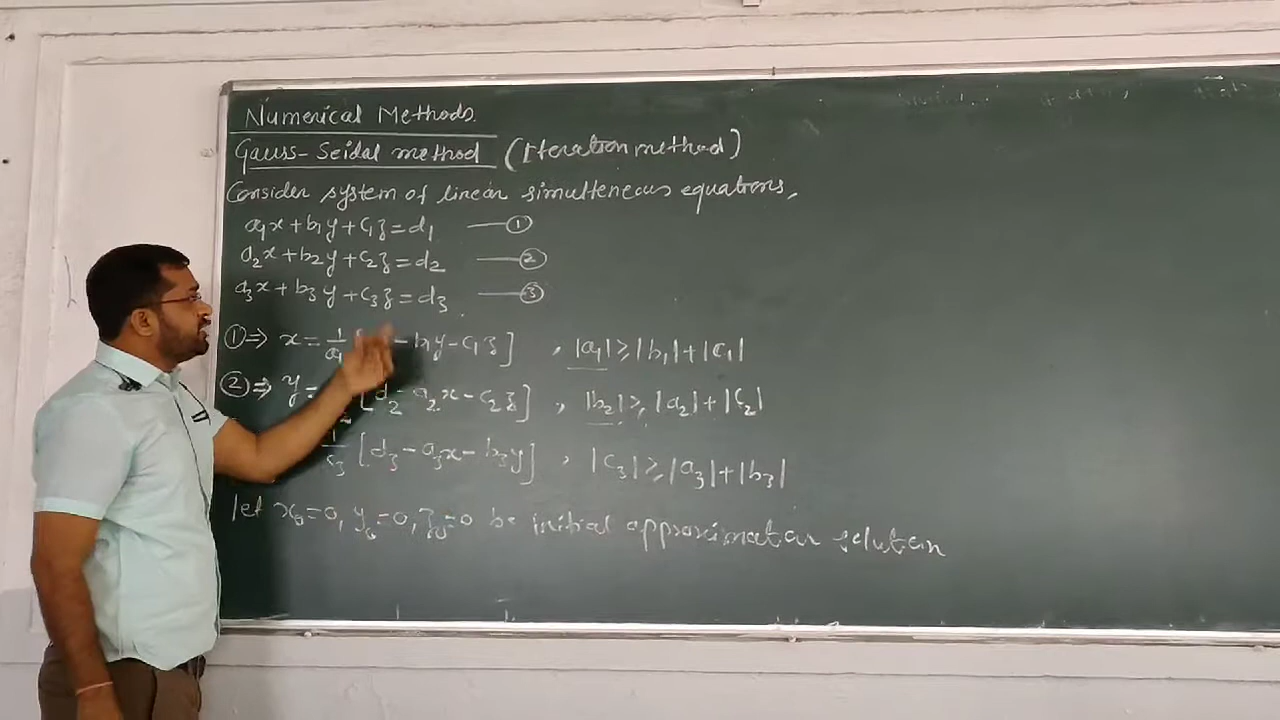 Numerical Methods
Gauss-Seidal method (Iteration method)
Consider system of linear simulteneous equations,
a₁x + b₁y + c₁z = d₁ —①
a₂x + b₂y + c₂z = d₂ —②
a₃x + b₃y + c₃z = d₃ —③
①⇒ x = 1/a₁ [ - b₁y - c₁z ] , |a₁| ≥ |b₁| + |c₁|
②⇒ y = [ d₂ - a₂x - c₂z ] , |b₂| ≥ |a₂| + |c₂|
1/c₃ [ d₃ - a₃x - b₃y ] , |c₃| ≥ |a₃| + |b₃|
let x₀=0, y₀=0, z₀=0 be initial approximation solution